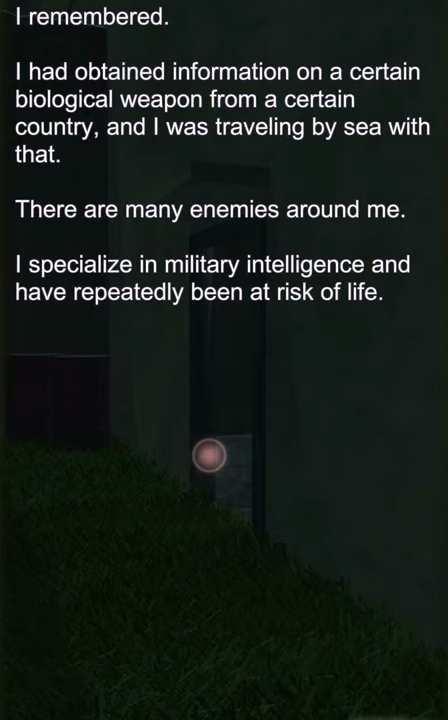 I remembered.
I had obtained information on a certain
biological weapon from a certain
country, and I was traveling by sea with
that.
There are many enemies around me.
I specialize in military intelligence and
have repeatedly been at risk of life.